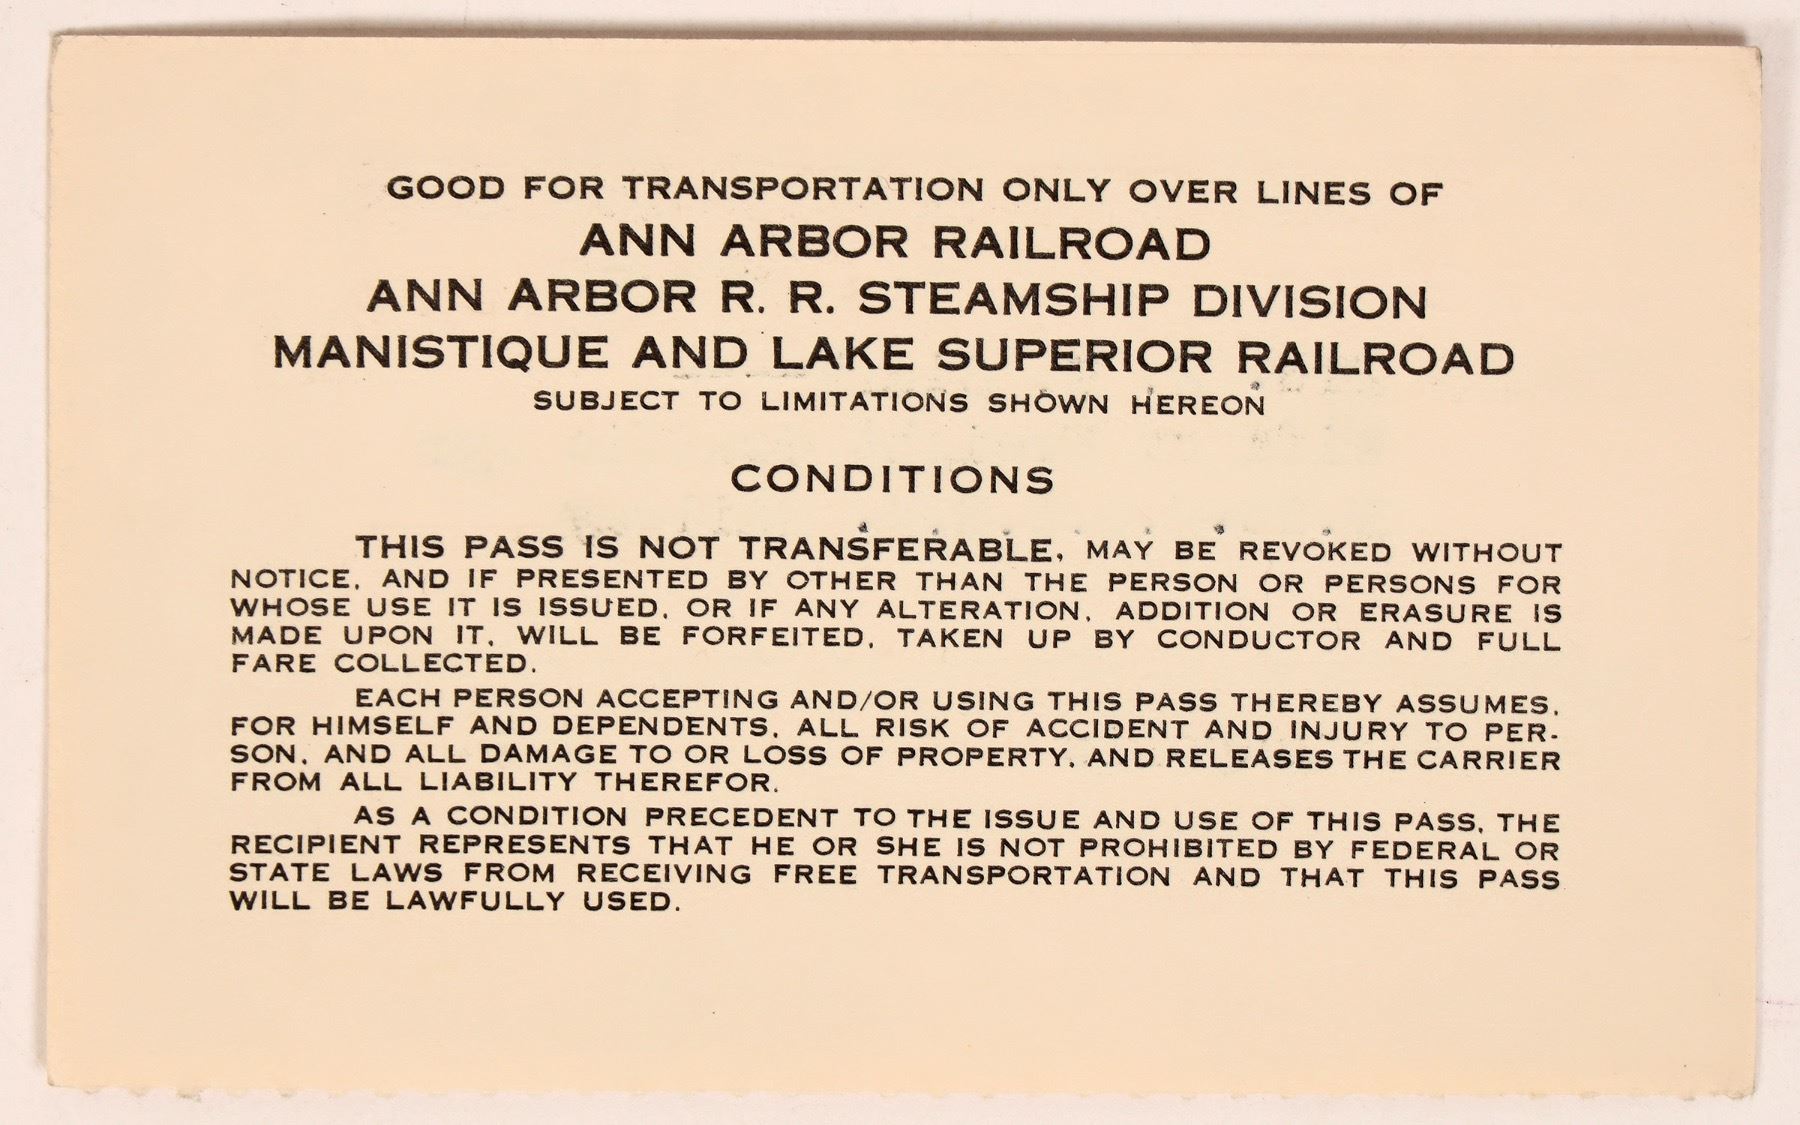 GOOD FOR TRANSPORTATION ONLY OVER LINES OF
ANN ARBOR RAILROAD
ANN ARBOR R. R. STEAMSHIP DIVISION
MANISTIQUE AND LAKE SUPERIOR RAILROAD
SUBJECT TO LIMITATIONS SHOWN HEREON
CONDITIONS
THIS PASS IS NOT TRANSFERABLE, MAY BE REVOKED WITHOUT
NOTICE, AND IF PRESENTED BY OTHER THAN THE PERSON OR PERSONS FOR
WHOSE USE IT IS ISSUED, OR IF ANY ALTERATION, ADDITION OR ERASURE IS
MADE UPON IT, WILL BE FORFEITED, TAKEN UP BY CONDUCTOR AND FULL
FARE COLLECTED.
EACH PERSON ACCEPTING AND/OR USING THIS PASS THEREBY ASSUMES,
FOR HIMSELF AND DEPENDENTS, ALL RISK OF ACCIDENT AND INJURY TO PER-
SON, AND ALL DAMAGE TO OR LOSS OF PROPERTY, AND RELEASES THE CARRIER
FROM ALL LIABILITY THEREFOR.
AS A CONDITION PRECEDENT TO THE ISSUE AND USE OF THIS PASS, THE
RECIPIENT REPRESENTS THAT HE OR SHE IS NOT PROHIBITED BY FEDERAL OR
STATE LAWS FROM RECEIVING FREE TRANSPORTATION AND THAT THIS PASS
WILL BE LAWFULLY USED.